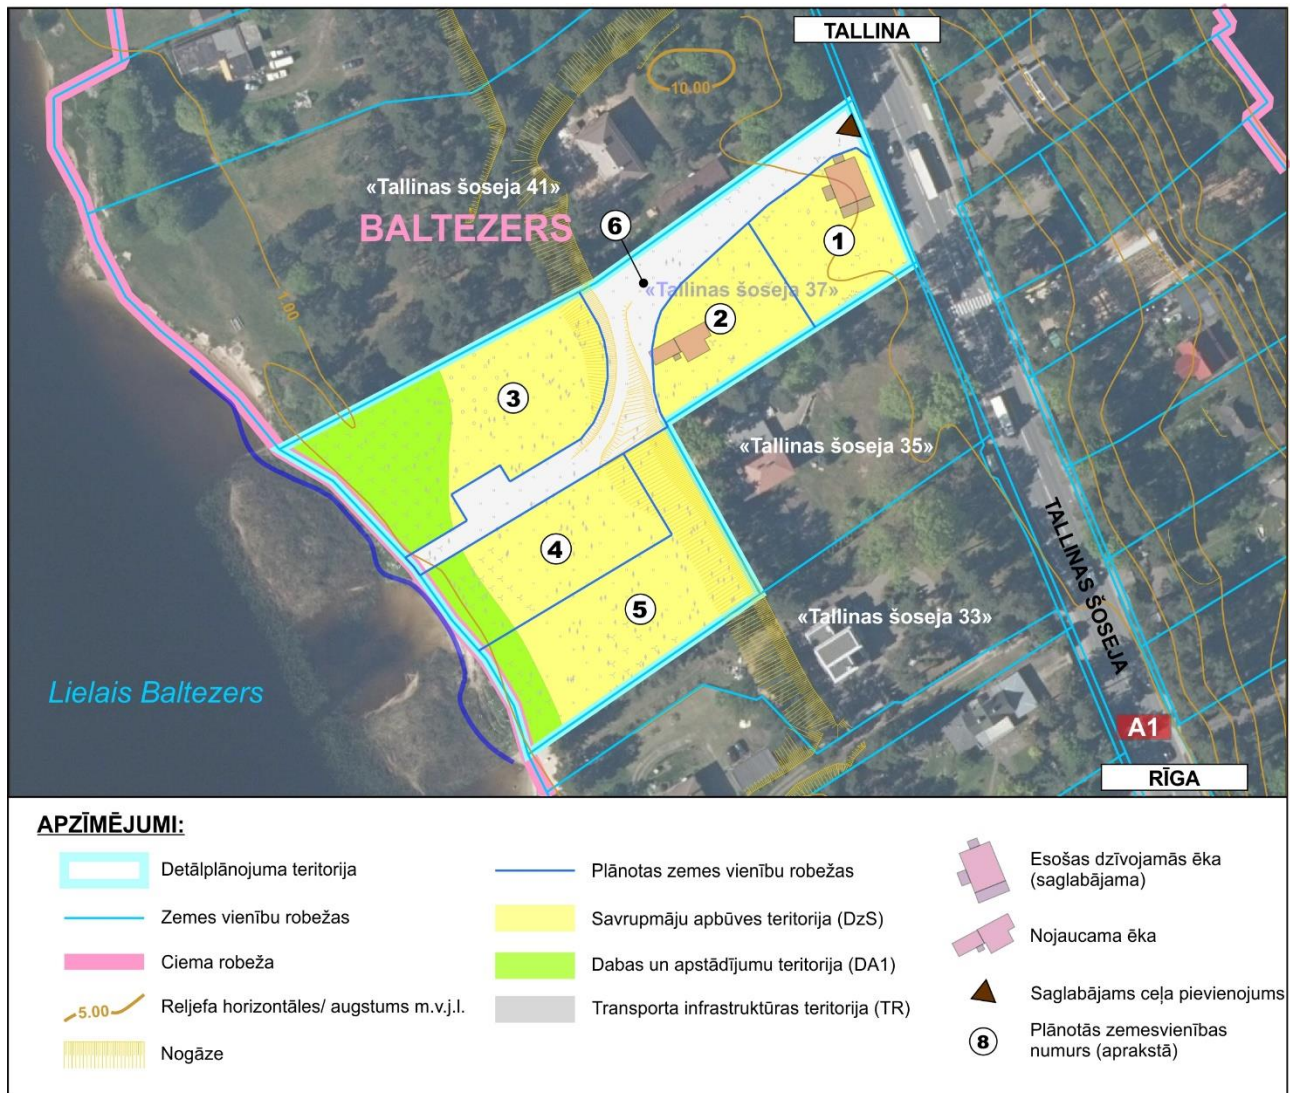 TALLINA
10.00
«Tallinas šoseja 41»
BALTEZERS
6
1
1.00
«Tallinas šoseja 37»
2
3
«Tallinas šoseja 35»
TALLINAS ŠOSEJA
4
5
«Tallinas šoseja 33»
Lielais Baltezers
A1
RĪGA
APZĪMĒJUMI:
Detālplānojuma teritorija
Zemes vienību robežas
Ciema robeža
5.00
Reljefa horizontāles/ augstums m.v.j.l.
Nogāze
Plānotas zemes vienību robežas
Savrupmāju apbūves teritorija (DzS)
Dabas un apstādījumu teritorija (DA1)
Transporta infrastruktūras teritorija (TR)
Esošas dzīvojamās ēka
(saglabājama)
Nojaucama ēka
Saglabājams ceļa pievienojums
8
Plānotās zemesvienības
numurs (aprakstā)